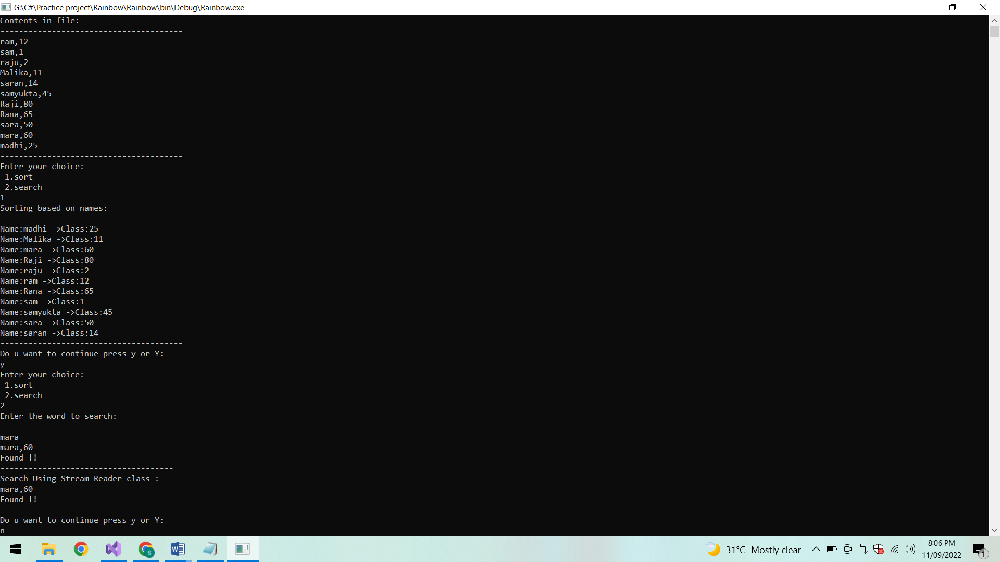 G:\C#\Practice project\Rainbow\Rainbow\bin\Debug\Rainbow.exe
Contents in file:
---------------------------------------
ram,12
sam,1
raju,2
Malika,11
saran,14
samyukta,45
Raji,80
Rana,65
sara,50
mara,60
madhi,25
---------------------------------------
Enter your choice:
 1.sort
 2.search
1
Sorting based on names:
---------------------------------------
Name:madhi ->Class:25
Name:Malika ->Class:11
Name:mara ->Class:60
Name:Raji ->Class:80
Name:raju ->Class:2
Name:ram ->Class:12
Name:Rana ->Class:65
Name:sam ->Class:1
Name:samyukta ->Class:45
Name:sara ->Class:50
Name:saran ->Class:14
---------------------------------------
Do u want to continue press y or Y:
y
Enter your choice:
 1.sort
 2.search
2
Enter the word to search:
---------------------------------------
mara
mara,60
Found !!
-------------------------------------
Search Using Stream Reader class :
mara,60
Found !!
---------------------------------------
Do u want to continue press y or Y:
n
S
31°C Mostly clear
8:06 PM
11/09/2022
1